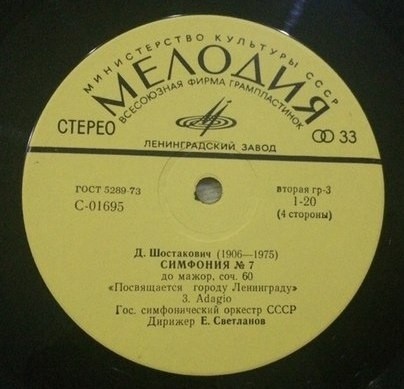 МИНИСТЕРСТВО КУЛЬТУРЫ СССР
МЕЛОДИЯ
ВСЕСОЮЗНАЯ ФИРМА ГРАМПЛАСТИНОК
СТЕРЕО
33
ЛЕНИНГРАДСКИЙ ЗАВОД
ГОСТ 5289-73
С-01695
вторая гр-3
1-20
(4 стороны)
Д. Шостакович (1906—1975)
СИМФОНИЯ № 7
до мажор, соч. 60
«Посвящается городу Ленинграду»
3. Adagio
Гос. симфонический оркестр СССР
Дирижер Е. Светланов